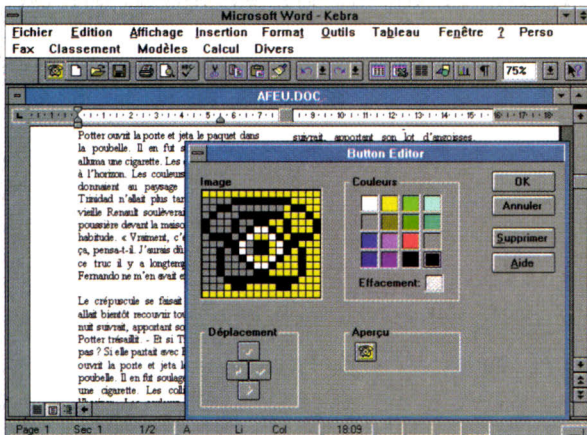 Microsoft Word - Kebra
Fichier Edition Affichage Insertion Format Outils Tableau Fenêtre ? Perso
Fax Classement Modèles Calcul Divers
75%
AFEU.DOC
Potter ouvrit la porte et jeta le paquet dans
la poubelle. Il en fut s
alluma une cigarette. Les
à l'horizon. Les couleurs
donnaient au paysage
Trinidad n'allait plus tar
vieille Renault soulèverai
poussière devant la maiso
habitude. « Vraiment, c'
ça, pensa-t-il. J'aurais dû
ce truc il y a longtemp
Fernando ne m'en avait e
Le crépuscule se faisait
allait bientôt recouvrir tou
nuit suivrait, apportant so
Potter tressaillit. - Et si T
pas ? Si elle partait avec
ouvrit la porte et jeta l
poubelle. Il en fut soulag
une cigarette. Les coll
suivrait, apportant son lot d'angoisses
Button Editor
Image
Couleurs
OK
Annuler
Supprimer
Aide
Effacement:
Déplacement
Aperçu
Page 1 Sec 1 1/2 A Li Col 18:09